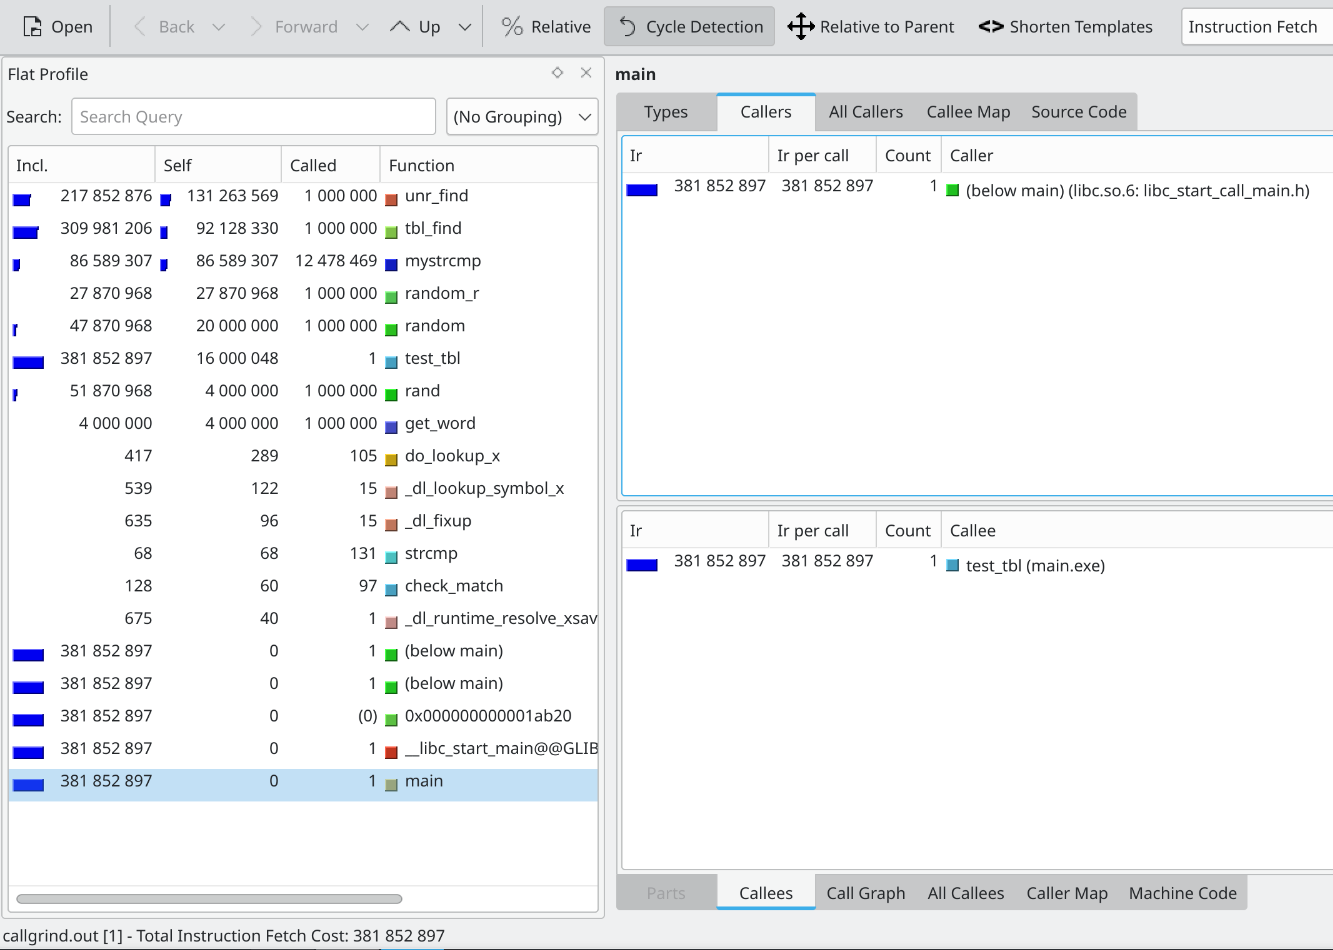 Open Back Forward Up Relative Cycle Detection Relative to Parent <> Shorten Templates Instruction Fetch
Flat Profile
Search: Search Query (No Grouping)
Incl. Self Called Function
217 852 876 131 263 569 1 000 000 unr_find
309 981 206 92 128 330 1 000 000 tbl_find
86 589 307 86 589 307 12 478 469 mystrcmp
27 870 968 27 870 968 1 000 000 random_r
47 870 968 20 000 000 1 000 000 random
381 852 897 16 000 048 1 test_tbl
51 870 968 4 000 000 1 000 000 rand
4 000 000 4 000 000 1 000 000 get_word
417 289 105 do_lookup_x
539 122 15 _dl_lookup_symbol_x
635 96 15 _dl_fixup
68 68 131 strcmp
128 60 97 check_match
675 40 1 _dl_runtime_resolve_xsav
381 852 897 0 1 (below main)
381 852 897 0 1 (below main)
381 852 897 0 (0) 0x000000000001ab20
381 852 897 0 1 __libc_start_main@@GLIB
381 852 897 0 1 main
main
Types Callers All Callers Callee Map Source Code
Ir Ir per call Count Caller
381 852 897 381 852 897 1 (below main) (libc.so.6: libc_start_call_main.h)
Ir Ir per call Count Callee
381 852 897 381 852 897 1 test_tbl (main.exe)
Parts Callees Call Graph All Callees Caller Map Machine Code
callgrind.out [1] - Total Instruction Fetch Cost: 381 852 897